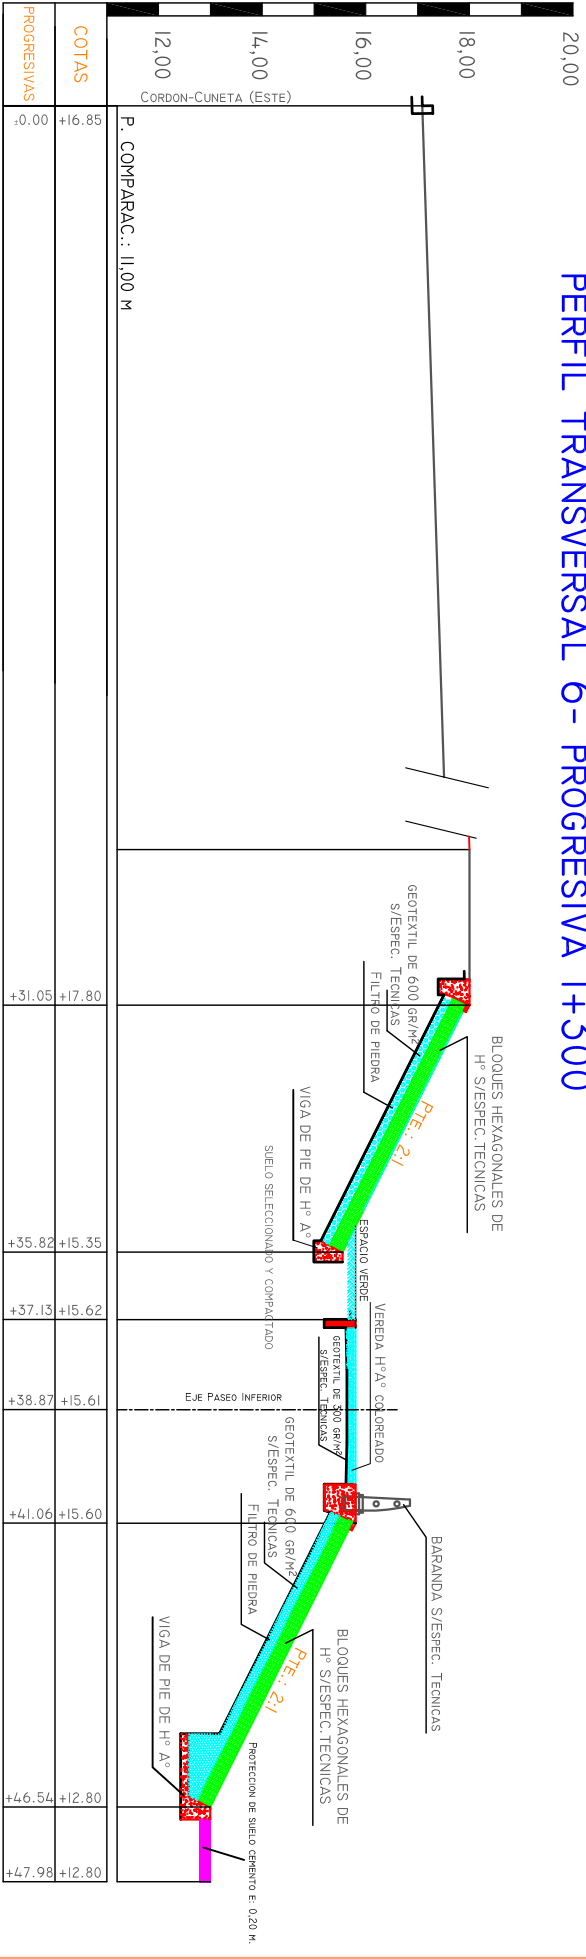 PERFIL TRANSVERSAL 6- PROGRESIVA 1+300
20,00
18,00
16,00
14,00
12,00
CORDON-CUNETA (ESTE)
P. COMPARAC.: 11,00 M
BLOQUES HEXAGONALES DE
H° S/ESPEC.TECNICAS
PTE.: 2:1
GEOTEXTIL DE 600 GR/M²
S/ESPEC. TECNICAS
FILTRO DE PIEDRA
VIGA DE PIE DE H° A°
SUELO SELECCIONADO Y COMPACTADO
ESPACIO VERDE
VEREDA H°A° COLOREADO
GEOTEXTIL DE 300 GR/M²
S/ESPEC. TECNICAS
EJE PASEO INFERIOR
BARANDA S/ESPEC. TECNICAS
GEOTEXTIL DE 600 GR/M²
S/ESPEC. TECNICAS
FILTRO DE PIEDRA
BLOQUES HEXAGONALES DE
H° S/ESPEC.TECNICAS
PTE.: 2:1
VIGA DE PIE DE H° A°
PROTECCION DE SUELO CEMENTO E: 0,20 M.
COTAS
+16.85
+17.80
+15.35
+15.62
+15.61
+15.60
+12.80
+12.80
PROGRESIVAS
±0.00
+31.05
+35.82
+37.13
+38.87
+41.06
+46.54
+47.98